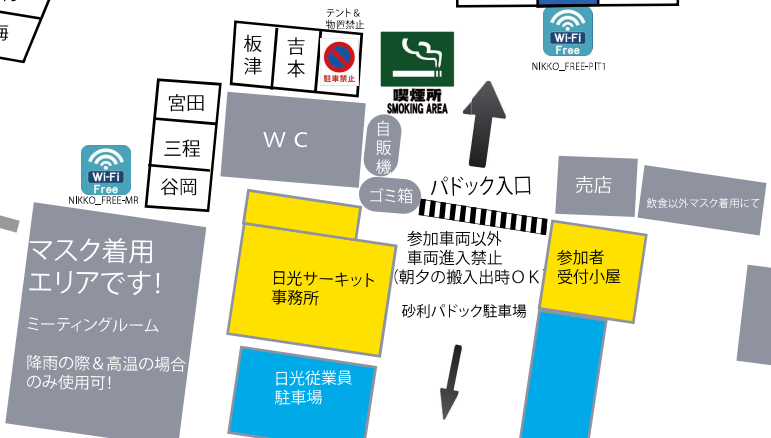 海
テント＆
物置禁止
板津
吉本
駐車禁止
喫煙所
SMOKING AREA
Wi-Fi
Free
NIKKO_FREE-PIT1
宮田
三程
谷岡
ＷＣ
自販機
ゴミ箱
Wi-Fi
Free
NIKKO_FREE-MR
パドック入口
売店
飲食以外マスク着用にて
マスク着用
エリアです!
ミーティングルーム
降雨の際＆高温の場合
のみ使用可!
日光サーキット
事務所
参加車両以外
車両進入禁止
(朝夕の搬入出時ＯＫ)
砂利パドック駐車場
参加者
受付小屋
日光従業員
駐車場